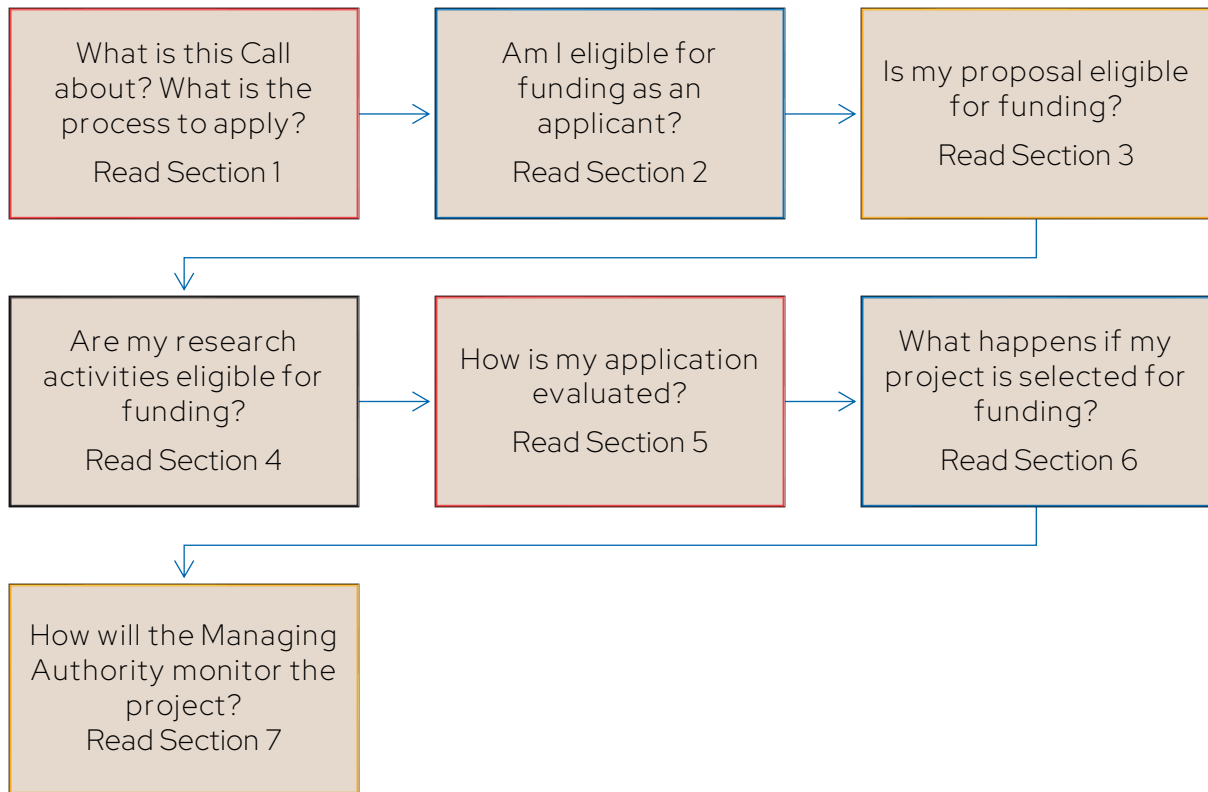 What is this Call
about? What is the
process to apply?
Read Section 1
Am I eligible for
funding as an
applicant?
Read Section 2
Is my proposal eligible
for funding?
Read Section 3
Are my research
activities eligible for
funding?
Read Section 4
How is my application
evaluated?
Read Section 5
What happens if my
project is selected for
funding?
Read Section 6
How will the Managing
Authority monitor the
project?
Read Section 7